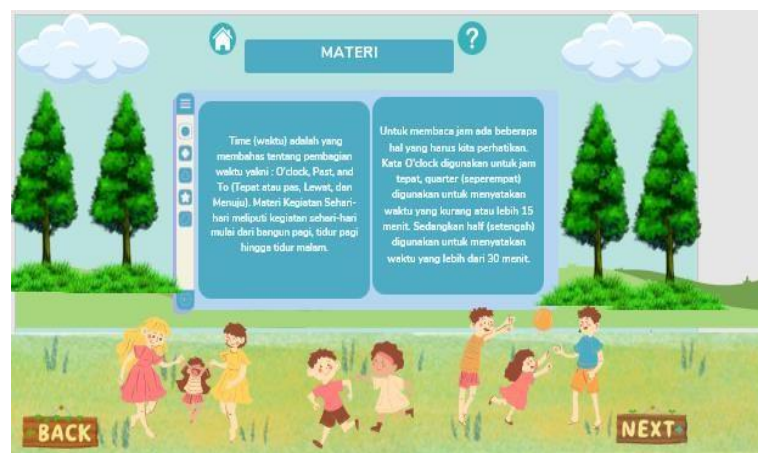 MATERI
?
Time (waktu) adalah yang
membahas tentang pembagian
waktu yakni : O'clock, Past, and
To (Tepat atau pas, Lewat, dan
Menuju). Materi Kegiatan Sehari-
hari meliputi kegiatan sehari-hari
mulai dari bangun pagi, tidur pagi
hingga tidur malam.
Untuk membaca jam ada beberapa
hal yang harus kita perhatikan.
Kata O'clock digunakan untuk jam
tepat, quarter (seperempat)
digunakan untuk menyatakan
waktu yang kurang atau lebih 15
menit. Sedangkan half (setengah)
digunakan untuk menyatakan
waktu yang lebih dari 30 menit.
BACK
NEXT